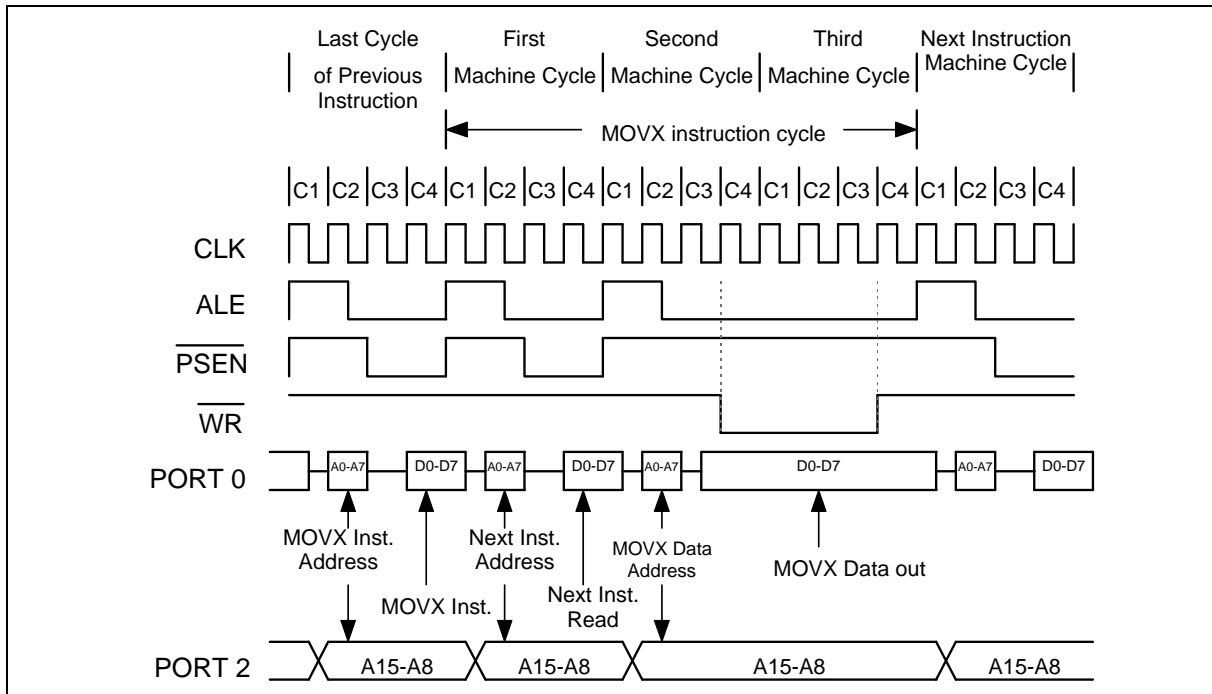 Last Cycle
of Previous
Instruction
First
Machine Cycle
Second
Machine Cycle
Third
Machine Cycle
Next Instruction
Machine Cycle
MOVX instruction cycle
C1 C2 C3 C4 C1 C2 C3 C4 C1 C2 C3 C4 C1 C2 C3 C4 C1 C2 C3 C4
CLK
ALE
PSEN
WR
PORT 0
A0-A7 D0-D7 A0-A7 D0-D7 A0-A7 D0-D7 A0-A7 D0-D7
MOVX Inst.
Address
MOVX Inst.
Next Inst.
Address
Next Inst.
Read
MOVX Data
Address
MOVX Data out
PORT 2
A15-A8 A15-A8 A15-A8 A15-A8